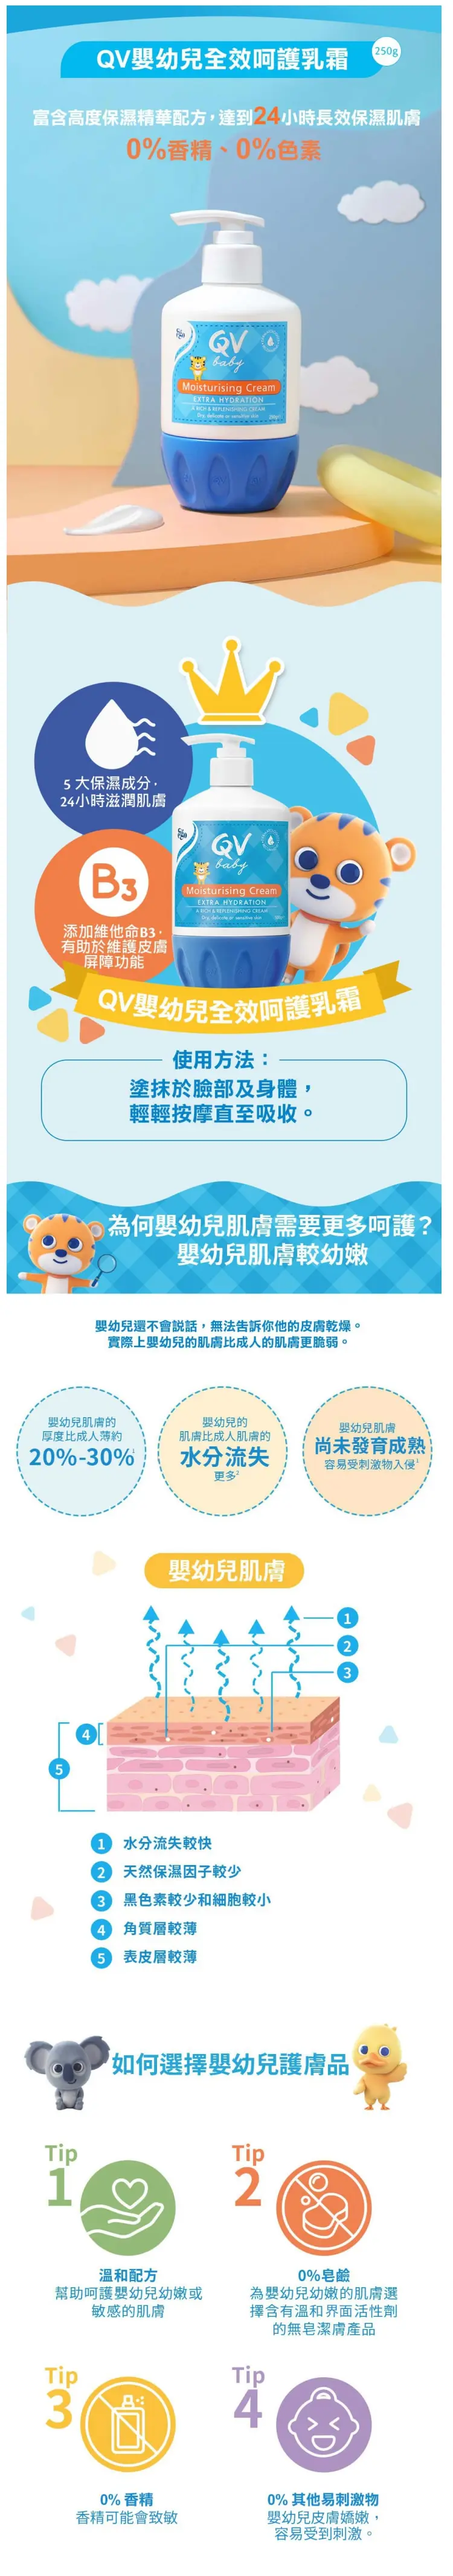 QV嬰幼兒全效呵護乳霜
250g
富含高度保濕精華配方，達到24小時長效保濕肌膚
0%香精、0%色素
Ego
QV
baby
Moisturising Cream
EXTRA HYDRATION
A RICH & REPLENISHING CREAM
Dry, delicate or sensitive skin
250g
5 大保濕成分，
24小時滋潤肌膚
B3
添加維他命B3，
有助於維護皮膚
屏障功能
Ego
QV
baby
Moisturising Cream
EXTRA HYDRATION
A RICH & REPLENISHING CREAM
Dry, delicate or sensitive skin
QV嬰幼兒全效呵護乳霜
使用方法：
塗抹於臉部及身體，
輕輕按摩直至吸收。
為何嬰幼兒肌膚需要更多呵護?
嬰幼兒肌膚較幼嫩
嬰幼兒還不會說話，無法告訴你他的皮膚乾燥。
實際上嬰幼兒的肌膚比成人的肌膚更脆弱。
嬰幼兒肌膚的
厚度比成人薄約
20%-30%1
嬰幼兒的
肌膚比成人肌膚的
水分流失
更多2
嬰幼兒肌膚
尚未發育成熟
容易受刺激物入侵1
嬰幼兒肌膚
1
2
3
4
5
1 水分流失較快
2 天然保濕因子較少
3 黑色素較少和細胞較小
4 角質層較薄
5 表皮層較薄
如何選擇嬰幼兒護膚品
Tip
1
溫和配方
幫助呵護嬰幼兒幼嫩或
敏感的肌膚
Tip
2
0%皂鹼
為嬰幼兒幼嫩的肌膚選
擇含有溫和界面活性劑
的無皂潔膚產品
Tip
3
0% 香精
香精可能會致敏
Tip
4
0% 其他易刺激物
嬰幼兒皮膚嬌嫩，
容易受到刺激。